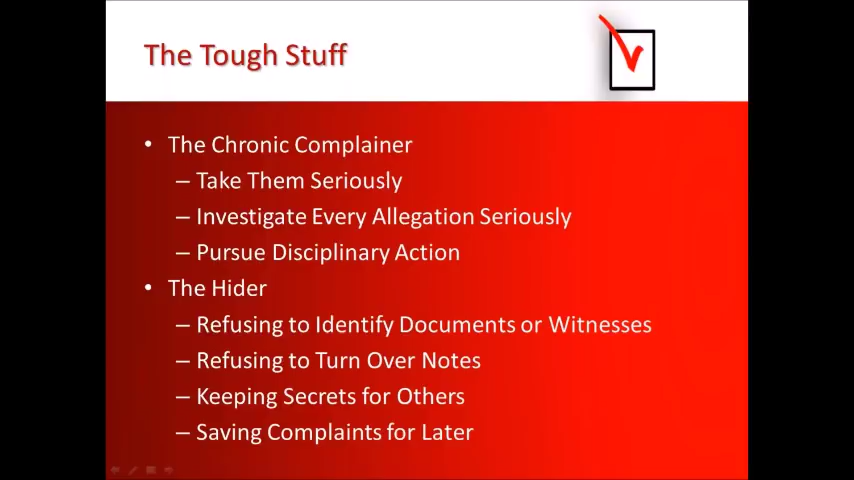 The Tough Stuff
• The Chronic Complainer
– Take Them Seriously
– Investigate Every Allegation Seriously
– Pursue Disciplinary Action
• The Hider
– Refusing to Identify Documents or Witnesses
– Refusing to Turn Over Notes
– Keeping Secrets for Others
– Saving Complaints for Later